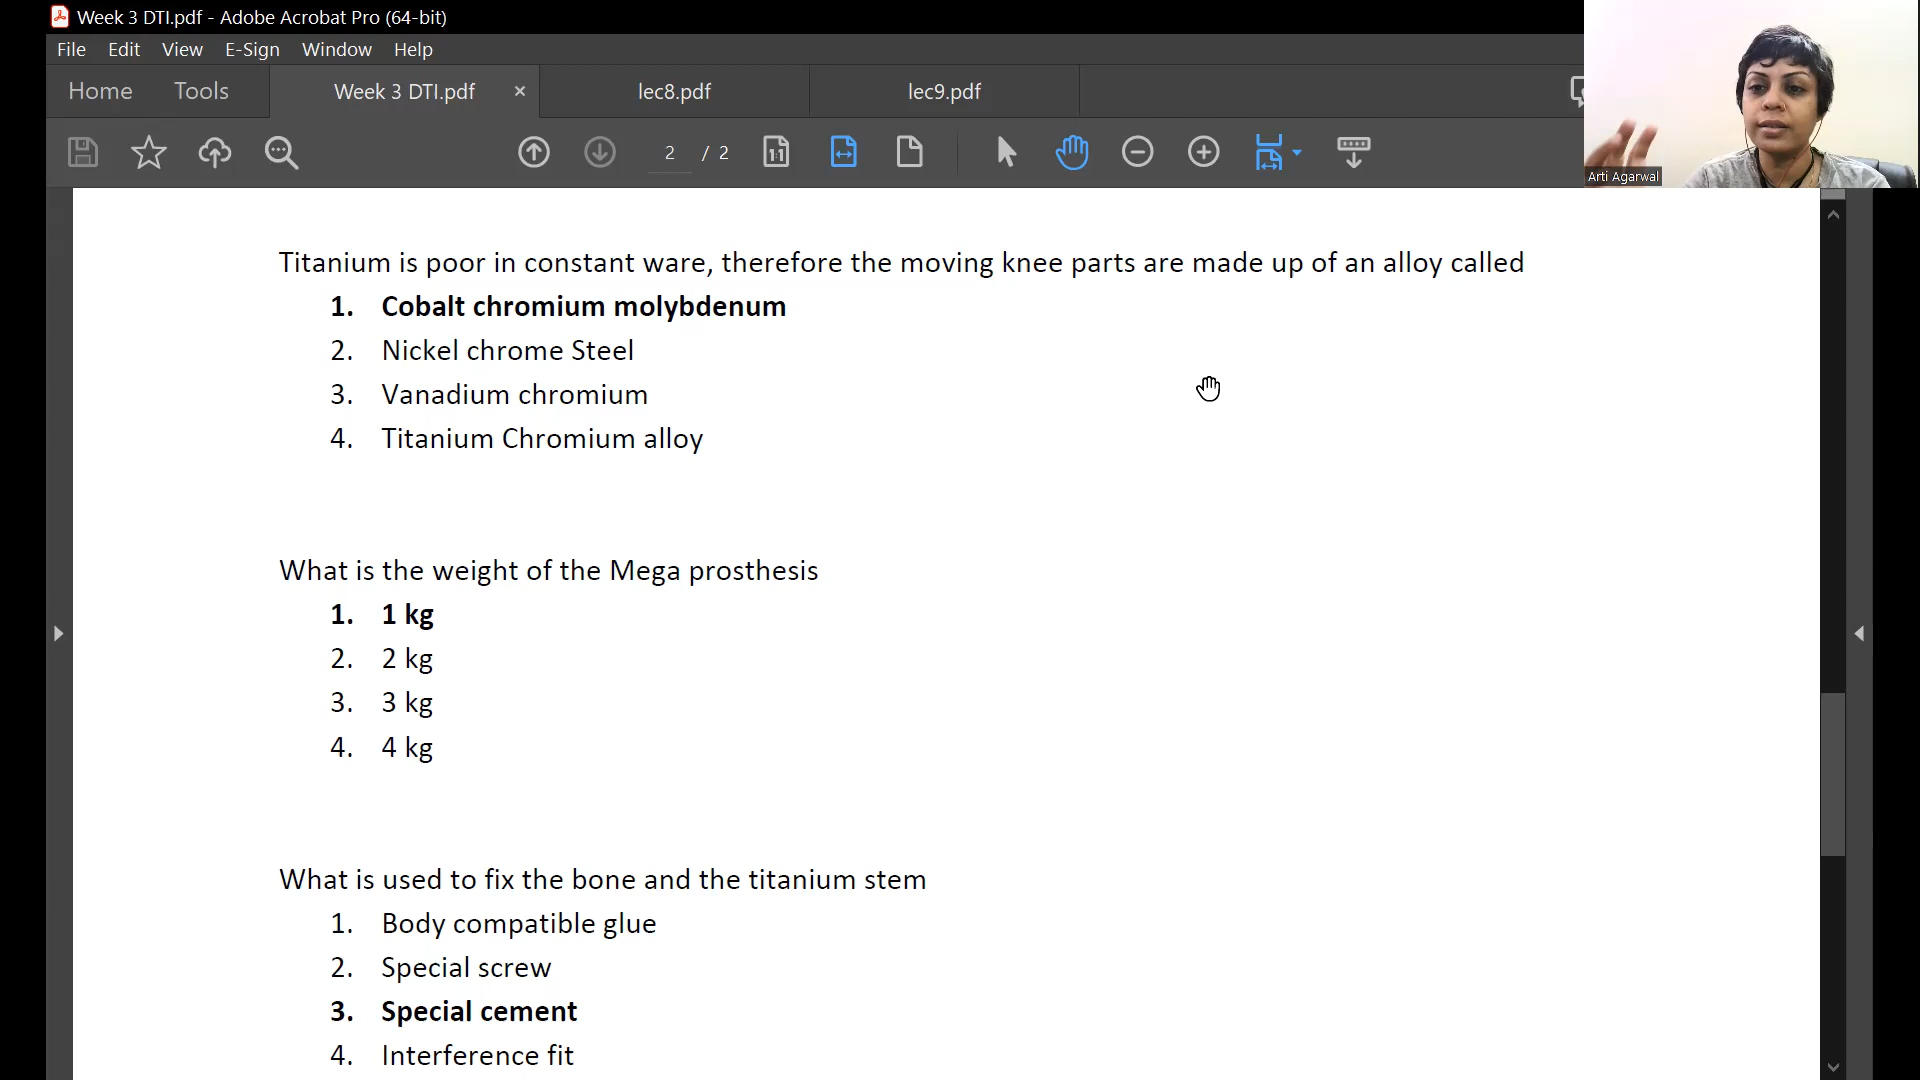 Week 3 DTI.pdf - Adobe Acrobat Pro (64-bit)
File Edit View E-Sign Window Help
Home Tools Week 3 DTI.pdf × lec8.pdf lec9.pdf
2 / 2
Arti Agarwal
Titanium is poor in constant ware, therefore the moving knee parts are made up of an alloy called
1. Cobalt chromium molybdenum
2. Nickel chrome Steel
3. Vanadium chromium
4. Titanium Chromium alloy
What is the weight of the Mega prosthesis
1. 1 kg
2. 2 kg
3. 3 kg
4. 4 kg
What is used to fix the bone and the titanium stem
1. Body compatible glue
2. Special screw
3. Special cement
4. Interference fit